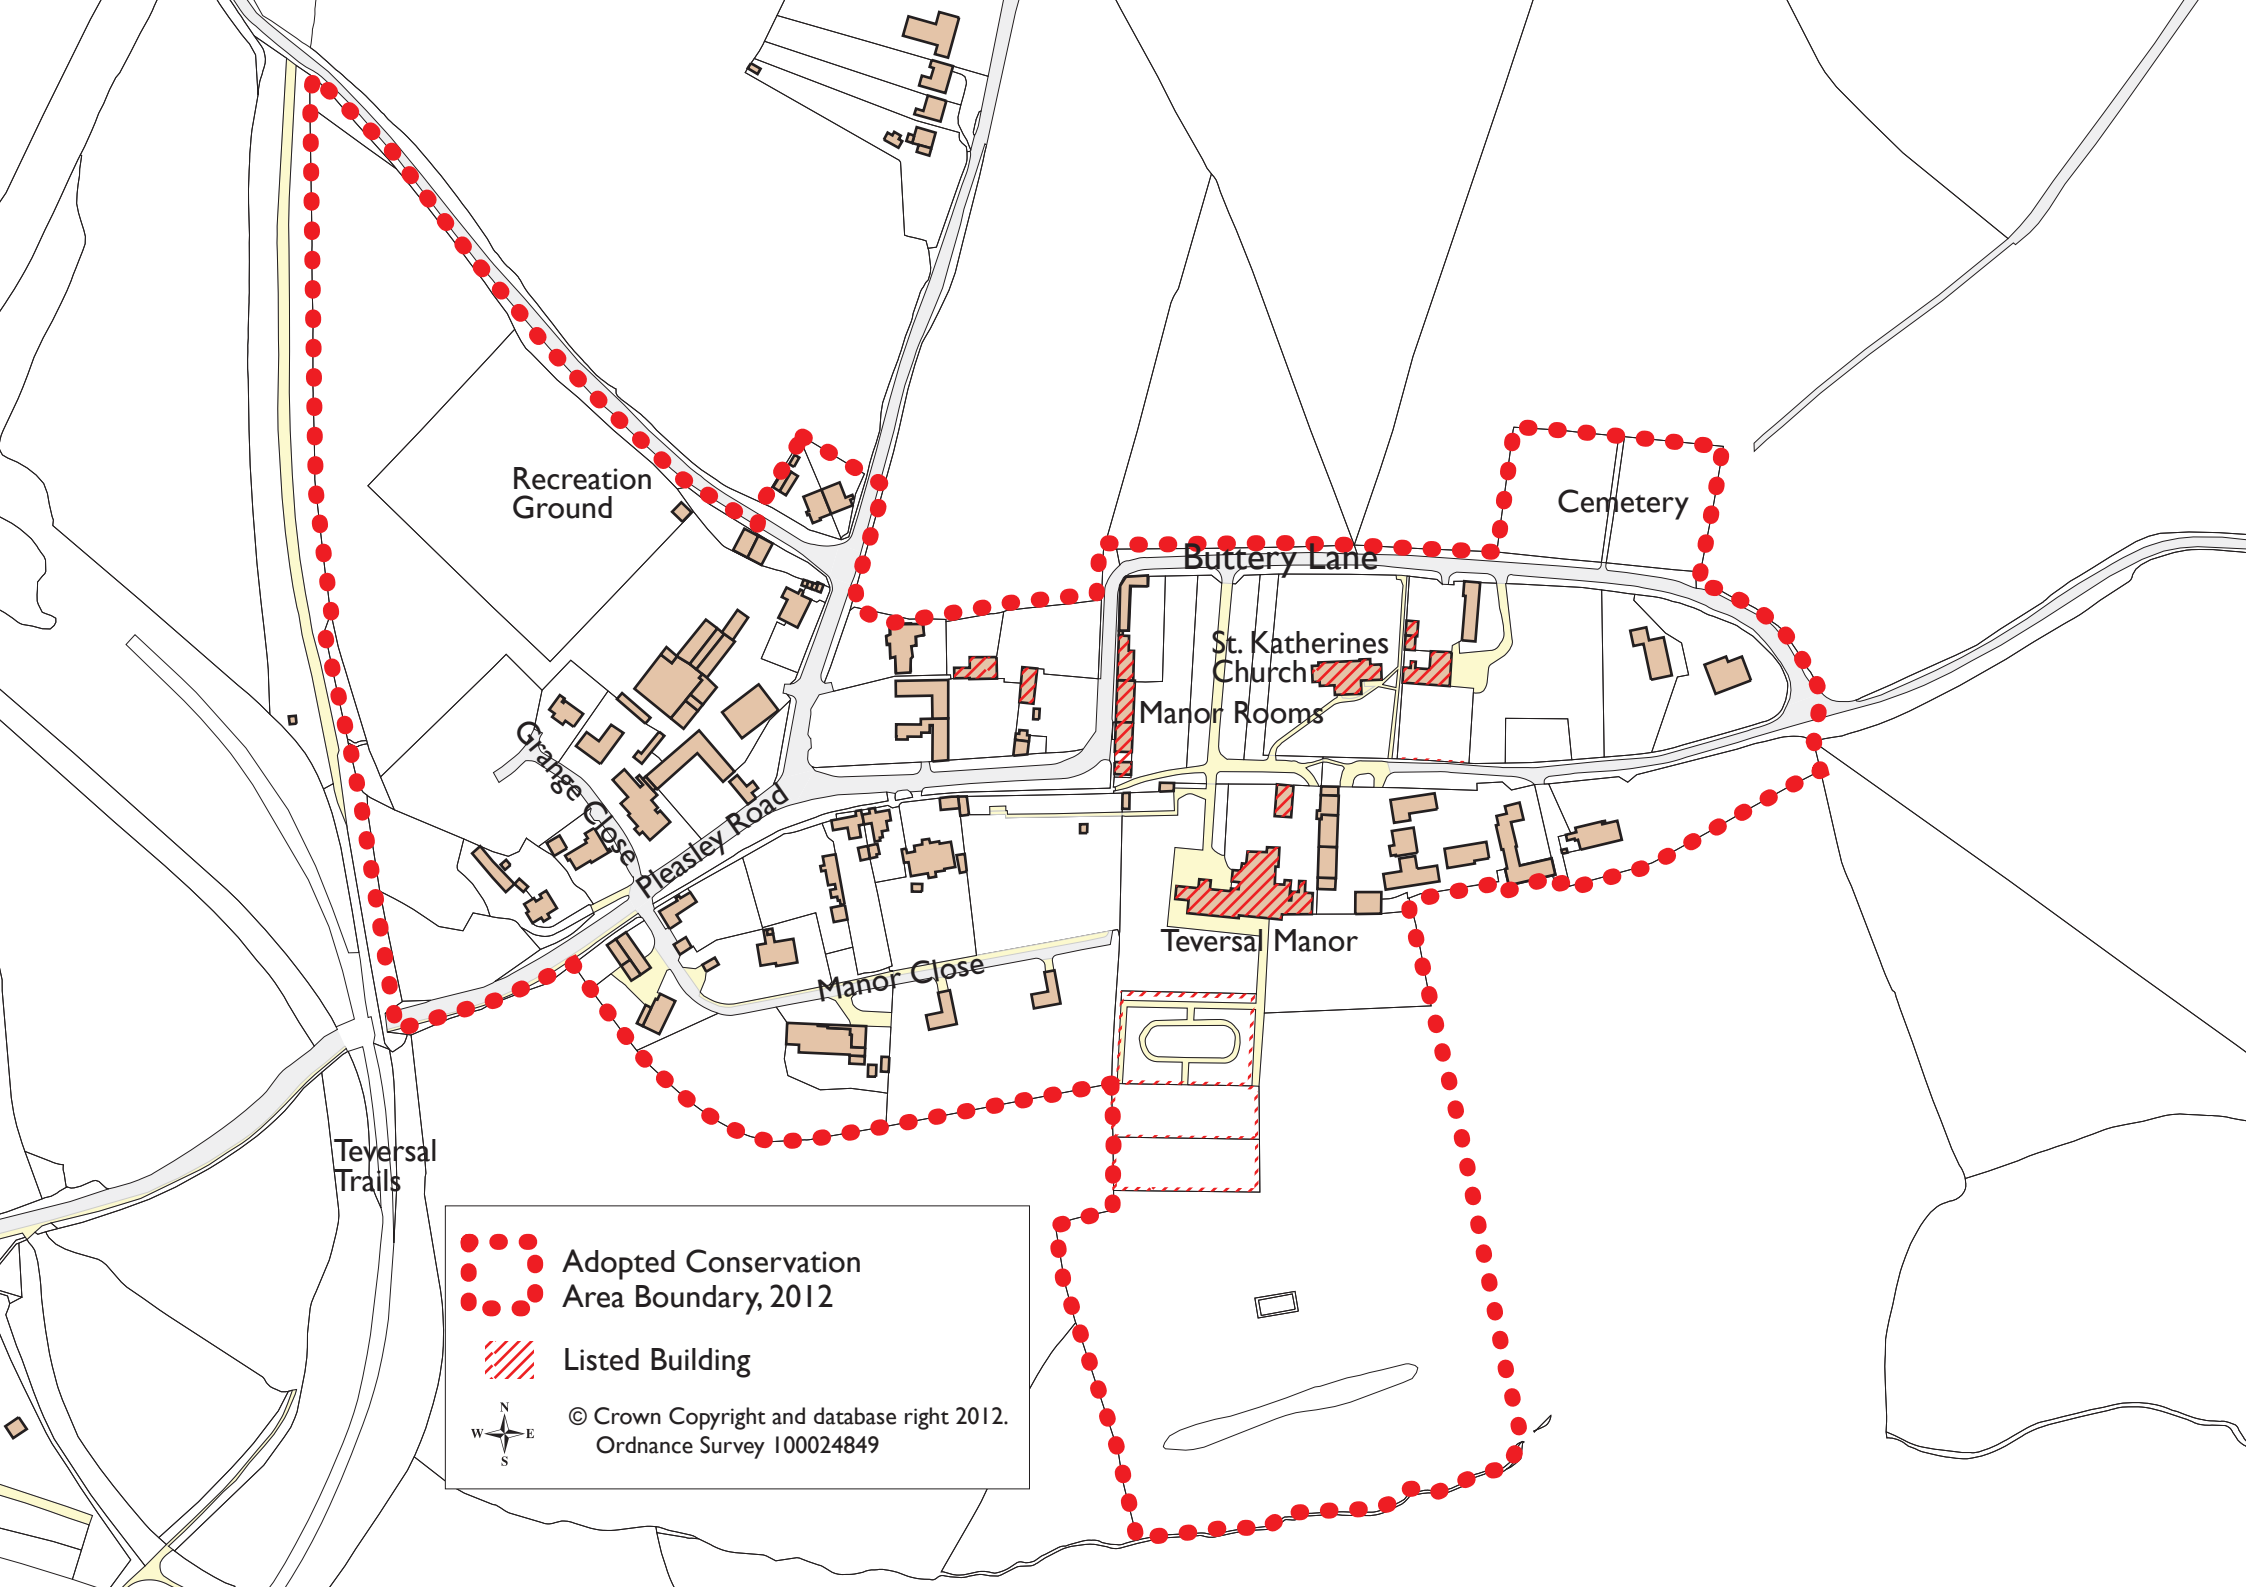 Recreation
Ground
Cemetery
Buttery Lane
St. Katherines
Church
Manor Rooms
Grange Close
Pleasley Road
Teversal Manor
Manor Close
Teversal
Trails
Adopted Conservation
Area Boundary, 2012
Listed Building
N
W E
S
© Crown Copyright and database right 2012.
Ordnance Survey 100024849